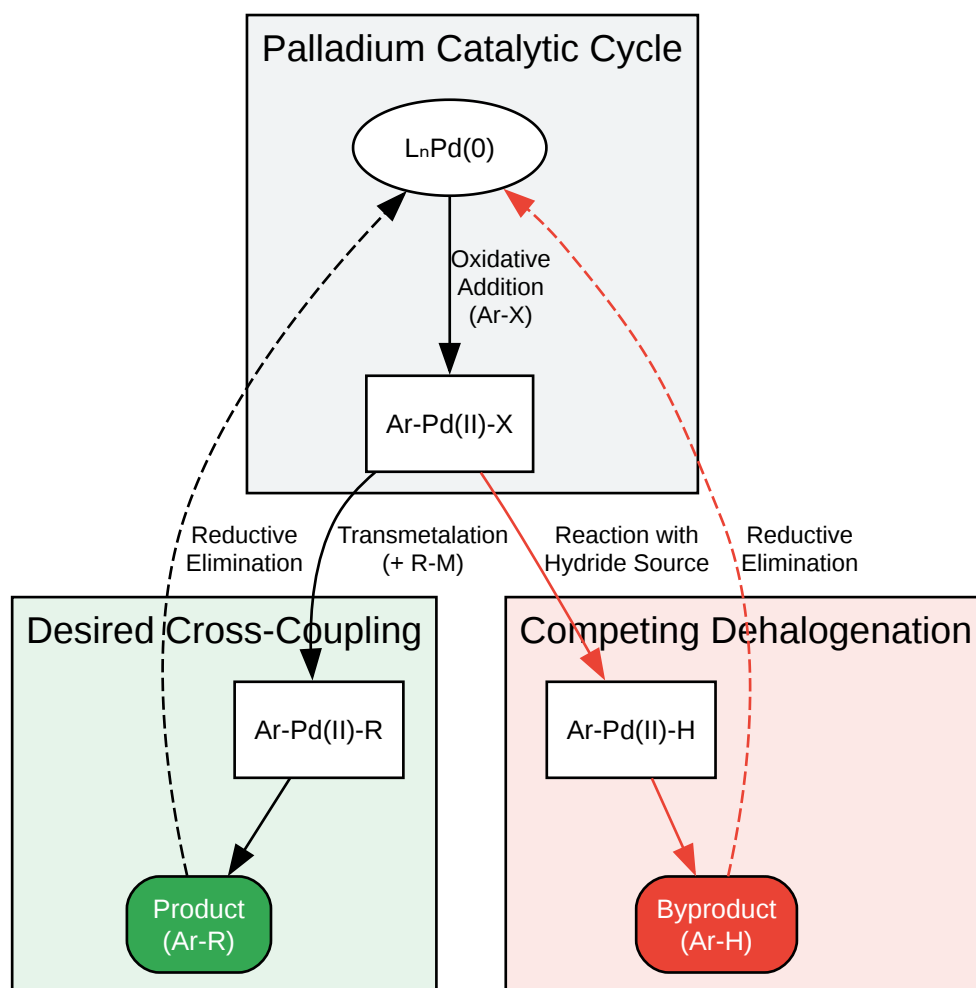 Palladium Catalytic Cycle
LₙPd(0)
Oxidative
Addition
(Ar-X)
Ar-Pd(II)-X
Reductive
Elimination
Transmetalation
(+ R-M)
Reaction with
Hydride Source
Reductive
Elimination
Desired Cross-Coupling
Competing Dehalogenation
Ar-Pd(II)-R
Ar-Pd(II)-H
Product
(Ar-R)
Byproduct
(Ar-H)